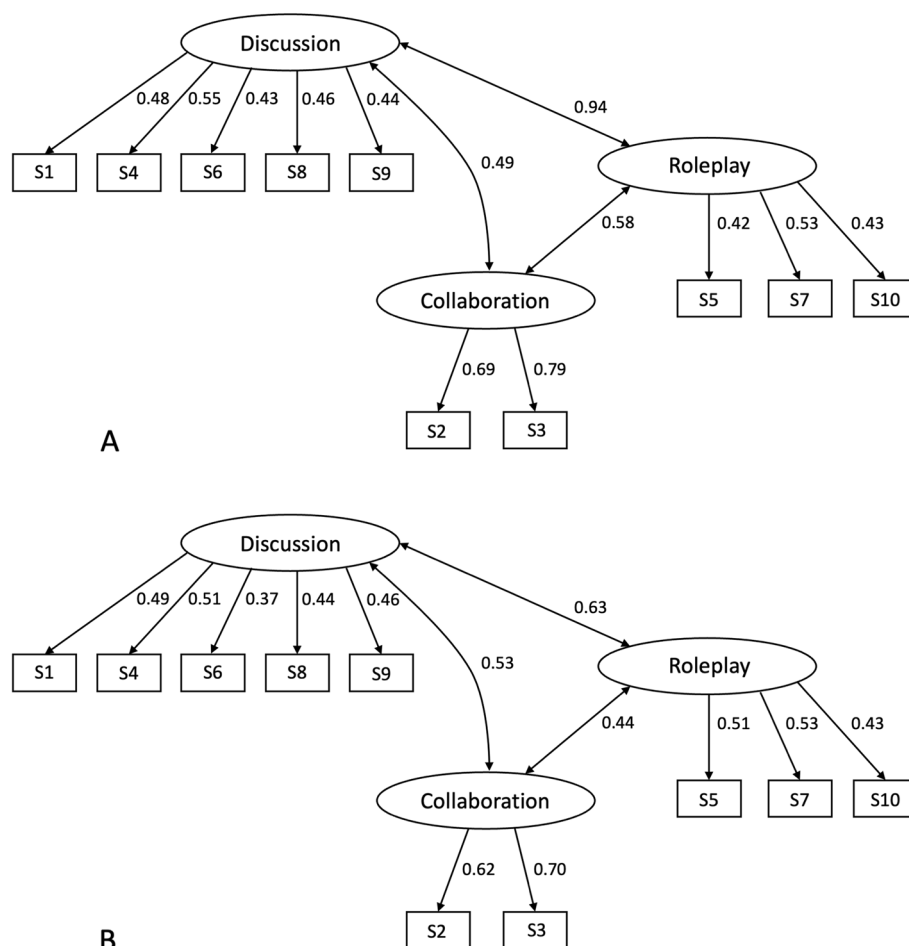 Discussion
0.48 0.55 0.43 0.46 0.44
0.94
S1 S4 S6 S8 S9
0.49
Roleplay
0.58
0.42 0.53 0.43
Collaboration
S5 S7 S10
0.69 0.79
S2 S3
A
Discussion
0.49 0.51 0.37 0.44 0.46
0.63
S1 S4 S6 S8 S9
0.53
Roleplay
0.44
0.51 0.53 0.43
Collaboration
S5 S7 S10
0.62 0.70
S2 S3
B